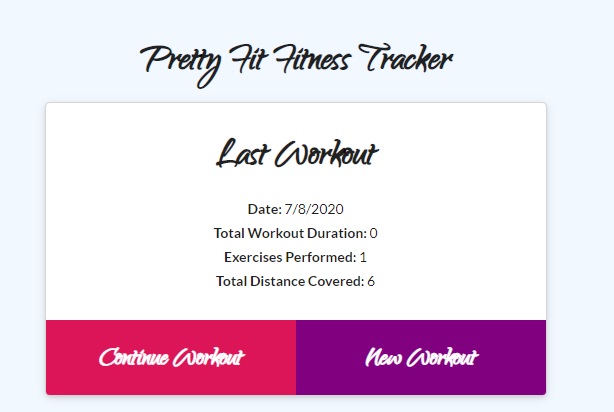 Pretty Fit Fitness Tracker
Last Workout
Date: 7/8/2020
Total Workout Duration: 0
Exercises Performed: 1
Total Distance Covered: 6
Continue Workout New Workout